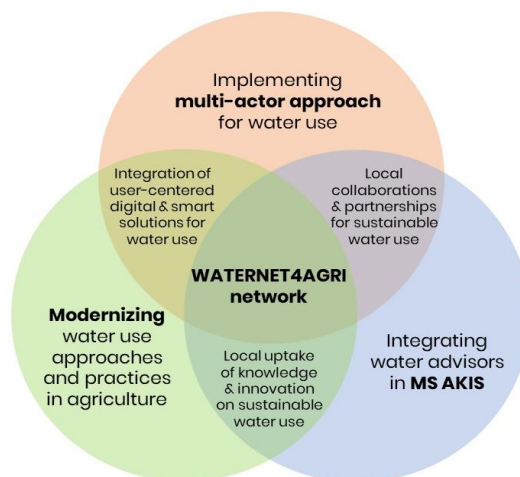 Implementing
multi-actor approach
for water use
Integration of
user-centered
digital & smart
solutions for
water use
Local
collaborations
& partnerships
for sustainable
water use
WATERNET4AGRI
network
Modernizing
water use
approaches
and practices
in agriculture
Local uptake
of knowledge
& innovation
on sustainable
water use
Integrating
water advisors
in MS AKIS